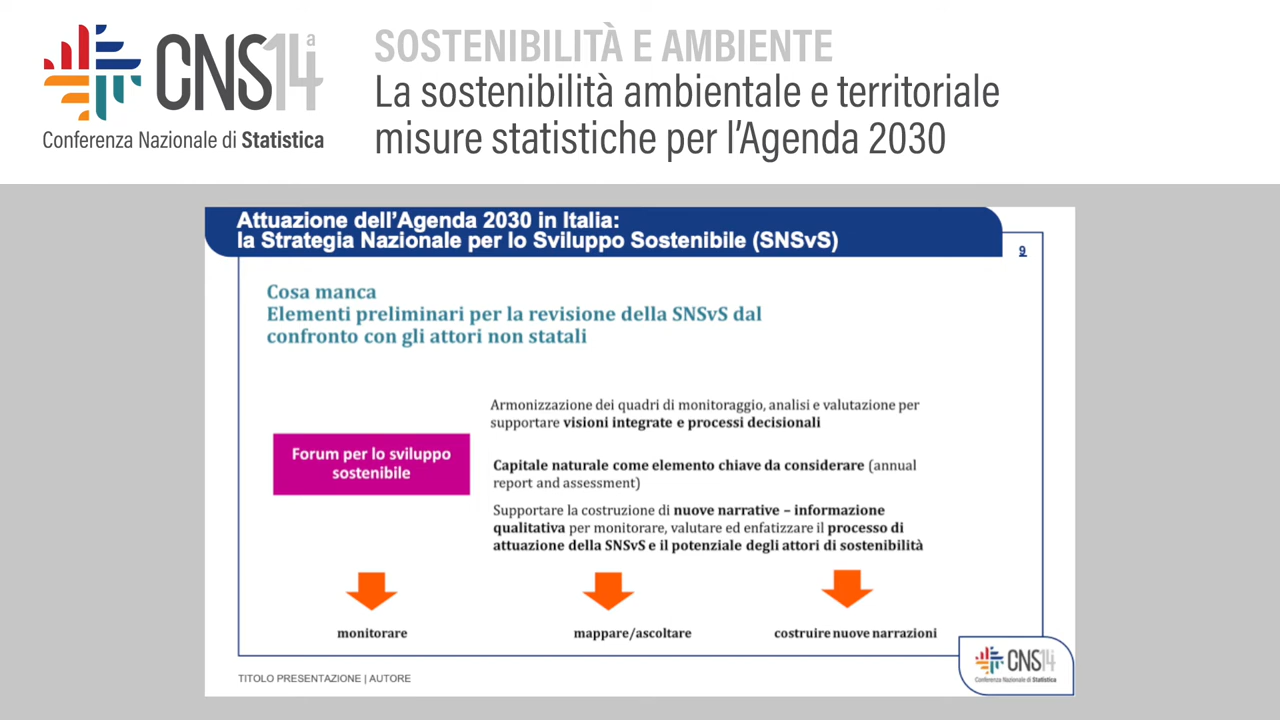 CNS14a
Conferenza Nazionale di Statistica
SOSTENIBILITÀ E AMBIENTE
La sostenibilità ambientale e territoriale
misure statistiche per l’Agenda 2030
Attuazione dell’Agenda 2030 in Italia:
la Strategia Nazionale per lo Sviluppo Sostenibile (SNSvS)
9
Cosa manca
Elementi preliminari per la revisione della SNSvS dal
confronto con gli attori non statali
Armonizzazione dei quadri di monitoraggio, analisi e valutazione per
supportare visioni integrate e processi decisionali
Forum per lo sviluppo
sostenibile
Capitale naturale come elemento chiave da considerare (annual
report and assessment)
Supportare la costruzione di nuove narrative – informazione
qualitativa per monitorare, valutare ed enfatizzare il processo di
attuazione della SNSvS e il potenziale degli attori di sostenibilità
monitorare
mappare/ascoltare
costruire nuove narrazioni
TITOLO PRESENTAZIONE | AUTORE
CNS14
Conferenza Nazionale di Statistica